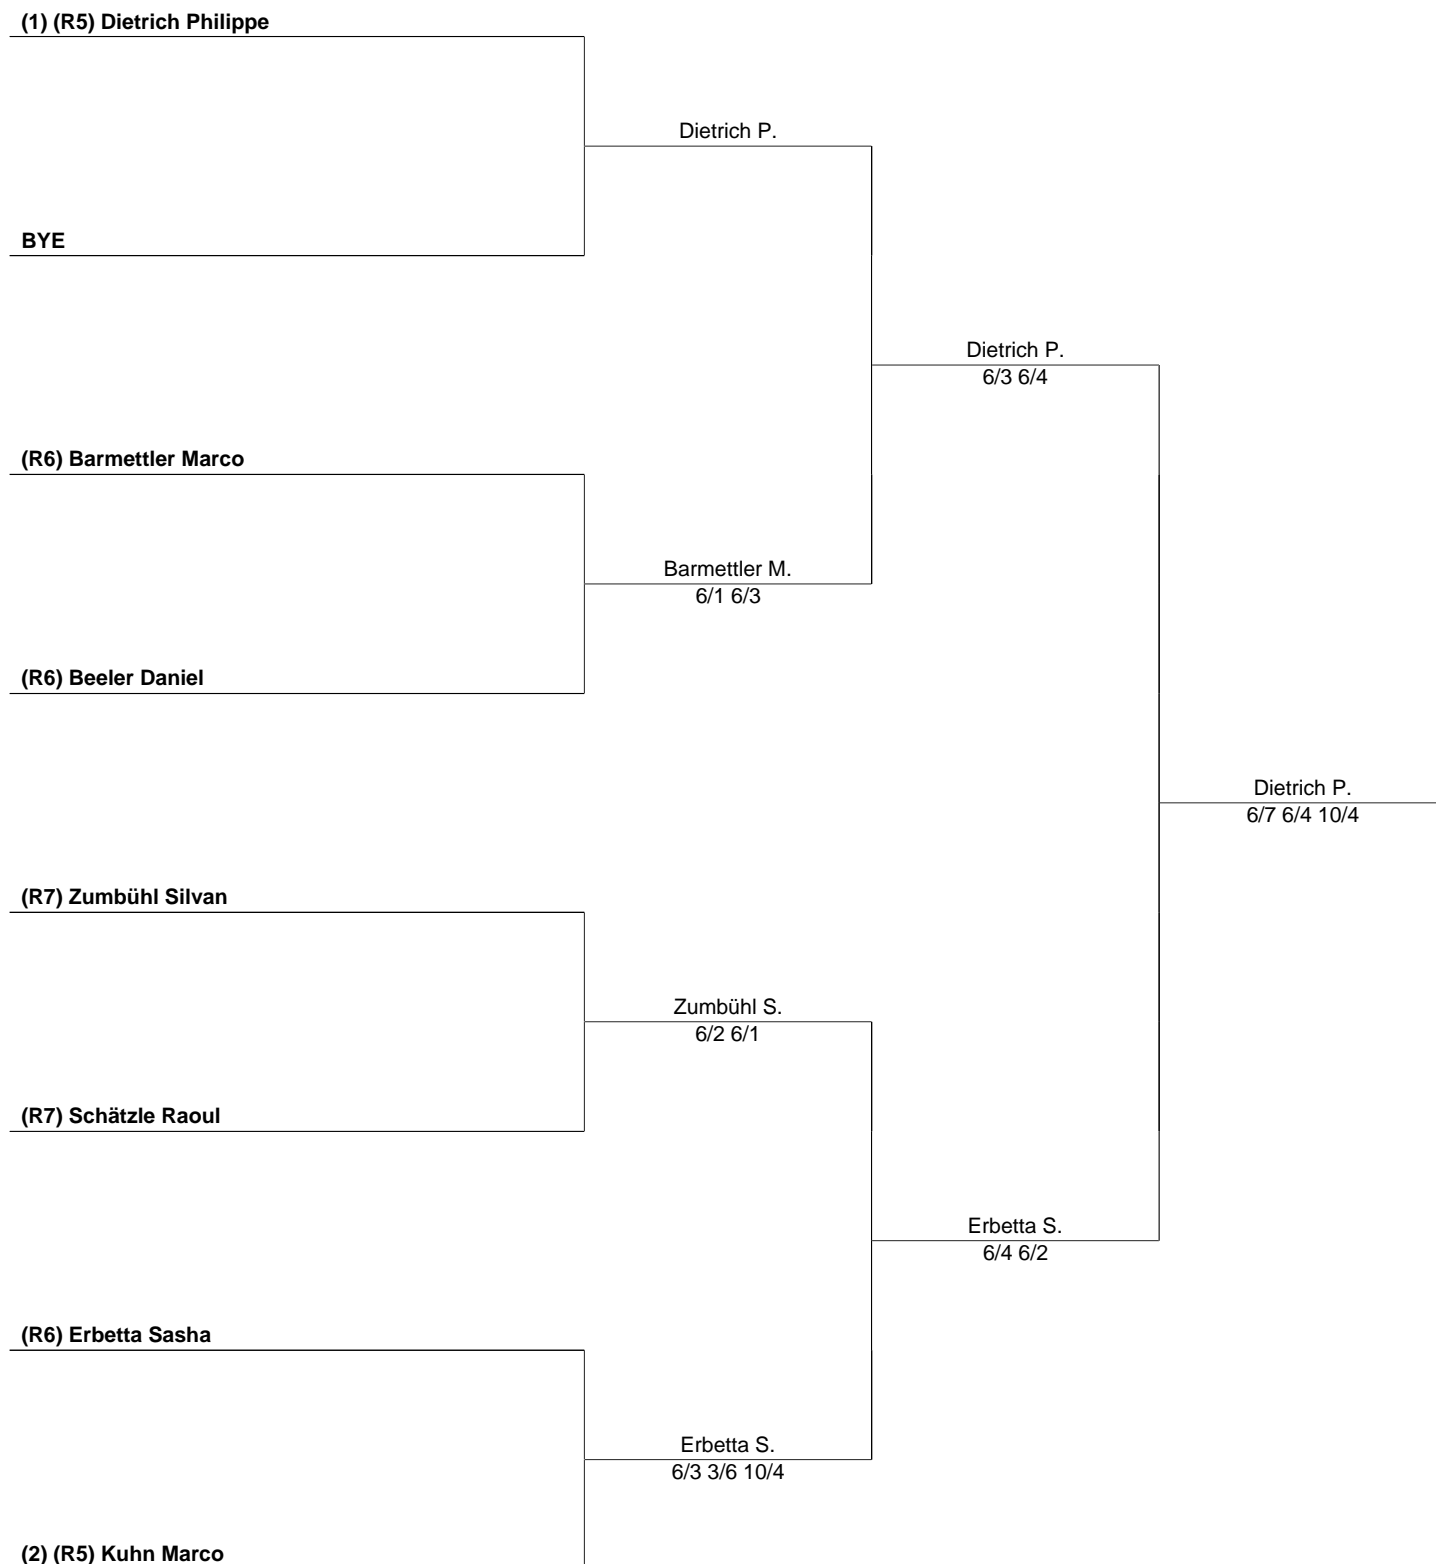 (1) (R5) Dietrich Philippe
Dietrich P.
BYE
Dietrich P.
6/3 6/4
(R6) Barmettler Marco
Barmettler M.
6/1 6/3
(R6) Beeler Daniel
Dietrich P.
6/7 6/4 10/4
(R7) Zumbühl Silvan
Zumbühl S.
6/2 6/1
(R7) Schätzle Raoul
Erbetta S.
6/4 6/2
(R6) Erbetta Sasha
Erbetta S.
6/3 3/6 10/4
(2) (R5) Kuhn Marco